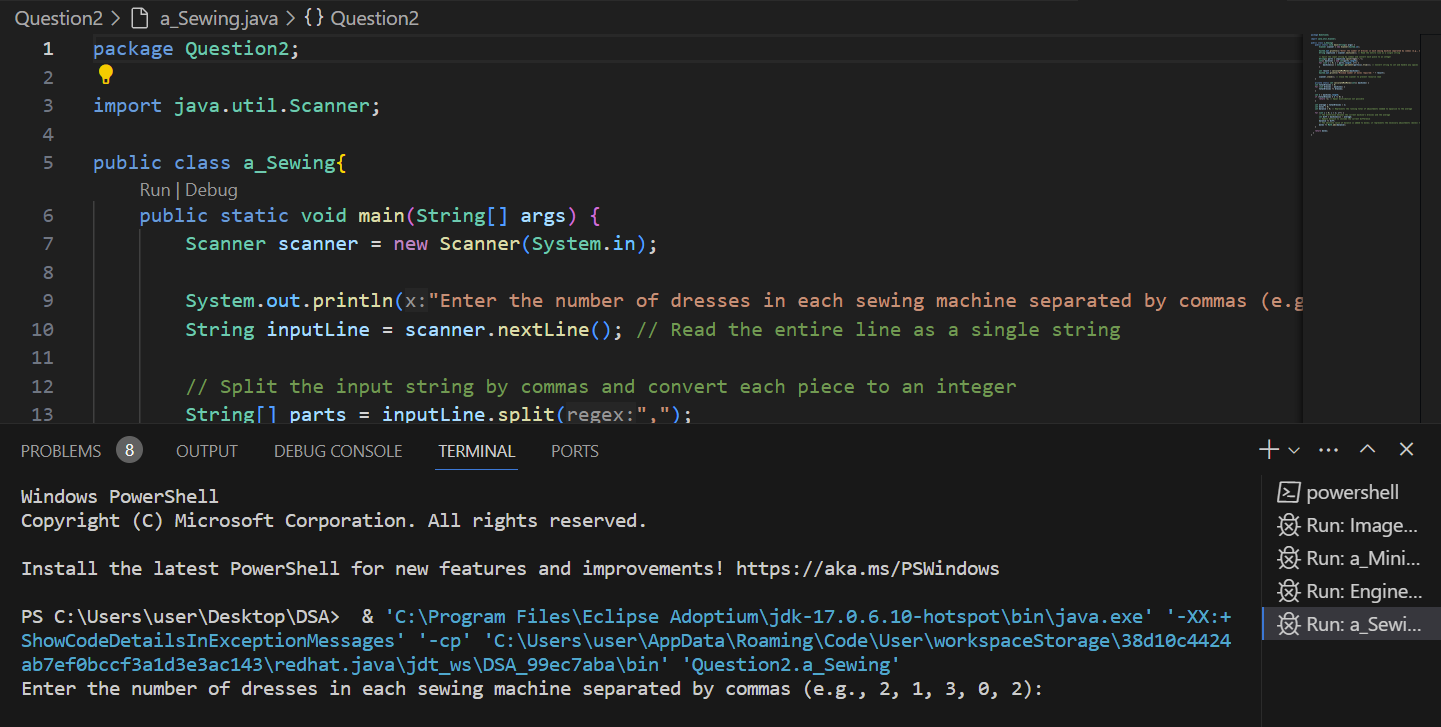 Question2 > a_Sewing.java > {} Question2
1 package Question2;
2
3 import java.util.Scanner;
4
5 public class a_Sewing{
Run | Debug
6 public static void main(String[] args) {
7 Scanner scanner = new Scanner(System.in);
8
9 System.out.println(x:"Enter the number of dresses in each sewing machine separated by commas (e.g
10 String inputLine = scanner.nextLine(); // Read the entire line as a single string
11
12 // Split the input string by commas and convert each piece to an integer
13 String[] parts = inputLine.split(regex:",");
PROBLEMS 8 OUTPUT DEBUG CONSOLE TERMINAL PORTS
Windows PowerShell
Copyright (C) Microsoft Corporation. All rights reserved.
Install the latest PowerShell for new features and improvements! https://aka.ms/PSWindows
PS C:\Users\user\Desktop\DSA> & 'C:\Program Files\Eclipse Adoptium\jdk-17.0.6.10-hotspot\bin\java.exe' '-XX:+
ShowCodeDetailsInExceptionMessages' '-cp' 'C:\Users\user\AppData\Roaming\Code\User\workspaceStorage\38d10c4424
ab7ef0bccf3a1d3e3ac143\redhat.java\jdt_ws\DSA_99ec7aba\bin' 'Question2.a_Sewing'
Enter the number of dresses in each sewing machine separated by commas (e.g., 2, 1, 3, 0, 2):
powershell
Run: Image...
Run: a_Mini...
Run: Engine...
Run: a_Sewi...